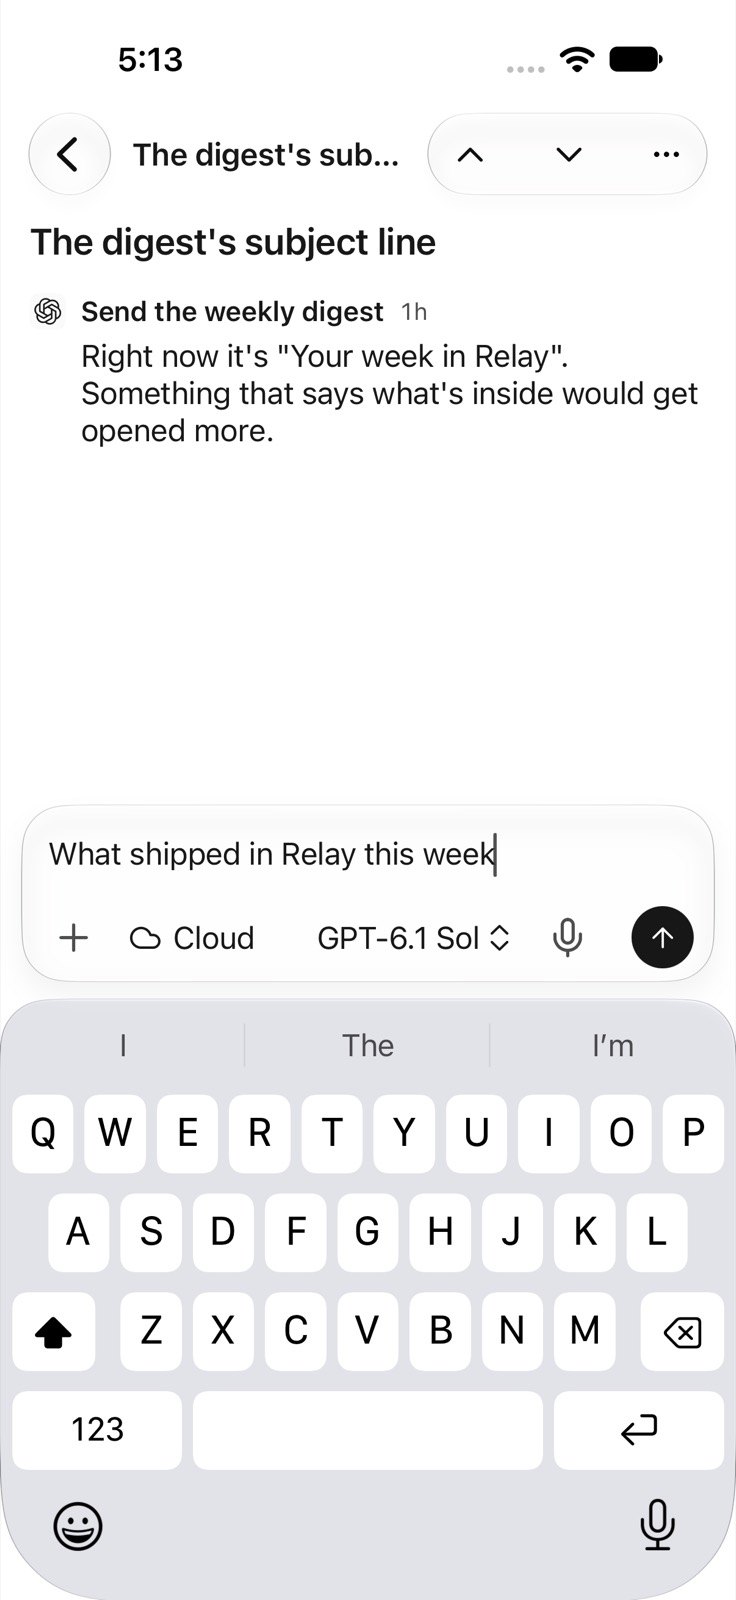 5:13
The digest's sub...
The digest's subject line
Send the weekly digest 1h
Right now it's "Your week in Relay".
Something that says what's inside would get
opened more.
What shipped in Relay this week
Cloud GPT-6.1 Sol
I The I’m
Q W E R T Y U I O P
A S D F G H J K L
Z X C V B N M
123